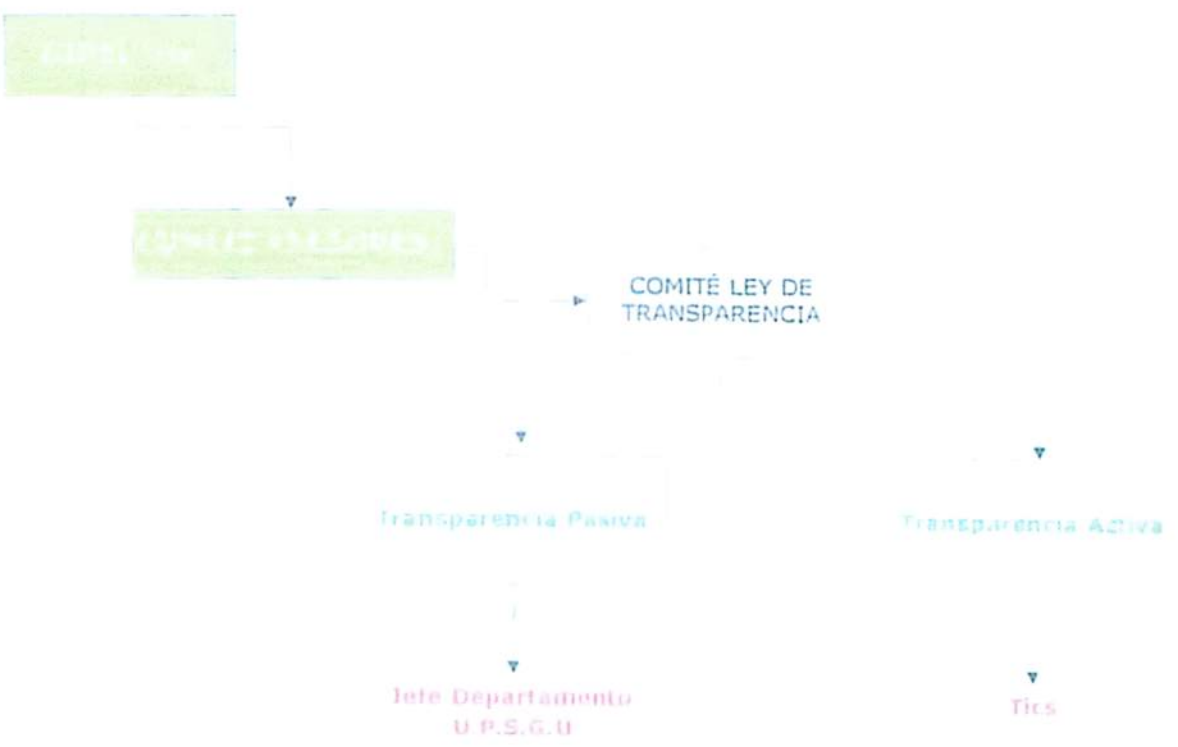 COMITÉ LEY DE
TRANSPARENCIA
Transparencia Pasiva
Transparencia Activa
Jefe Departamento
U.P.S.G.U
Tics